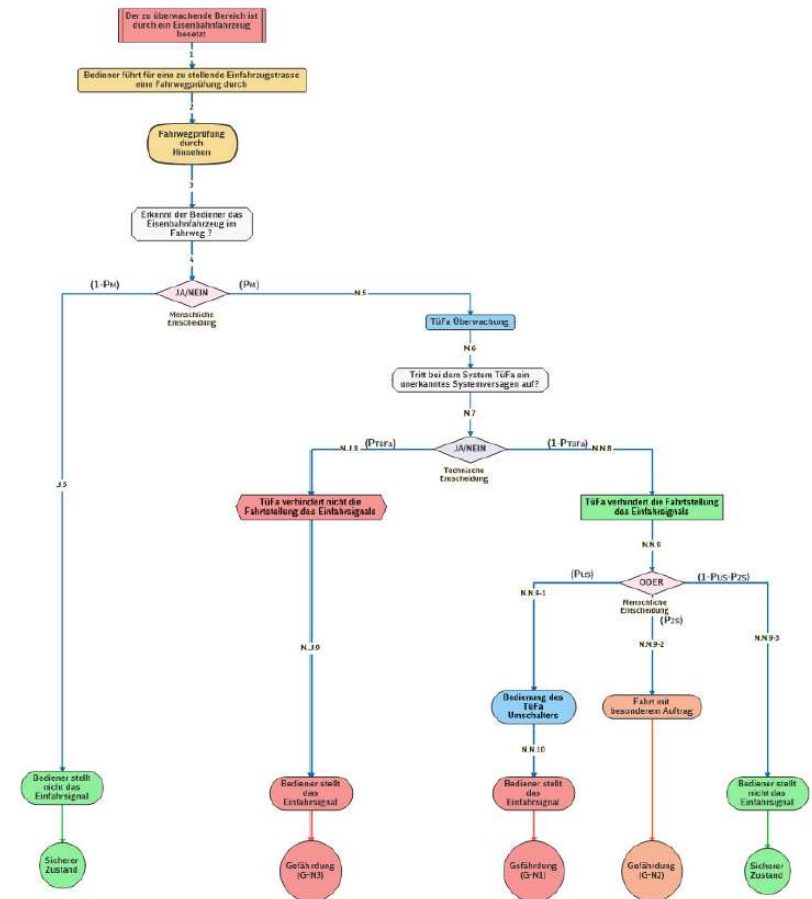 Der zu überwachende Bereich ist
durch ein Eisenbahnfahrzeug
besetzt
1
Bediener führt für eine zu stellende Einfahrzugstrasse
eine Fahrwegprüfung durch
2
Fahrwegprüfung
durch
Hinsehen
3
Erkennt der Bediener das
Eisenbahnfahrzeug im
Fahrweg ?
4
(1-PM)
JA/NEIN
(PM)
N.5
Menschliche
Entscheidung
TüFa Überwachung
N.6
Tritt bei dem System TüFa ein
unerkanntes Systemversagen auf?
N.7
N.J.8
(PTüFa)
JA/NEIN
(1-PTüFa)
N.N.8
Technische
Entscheidung
J.5
TüFa verhindert nicht die
Fahrtstellung des Einfahrsignals
TüFa verhindert die Fahrtstellung
des Einfahrsignals
N.N.9
(PUS)
ODER
(1-PUS-PZS)
N.N.9-1
Menschliche
Entscheidung
(PZS)
N.J.9
N.N.9-2
N.N.9-3
Bedienung des
TüFa
Umschalters
Fahrt mit
besonderem Auftrag
N.N.10
Bediener stellt
nicht das
Einfahrsignal
Bediener stellt
das
Einfahrsignal
Bediener stellt
das
Einfahrsignal
Bediener stellt
nicht das
Einfahrsignal
Sicherer
Zustand
Gefährdung
(G-N3)
Gefährdung
(G-N1)
Gefährdung
(G-N2)
Sicherer
Zustand